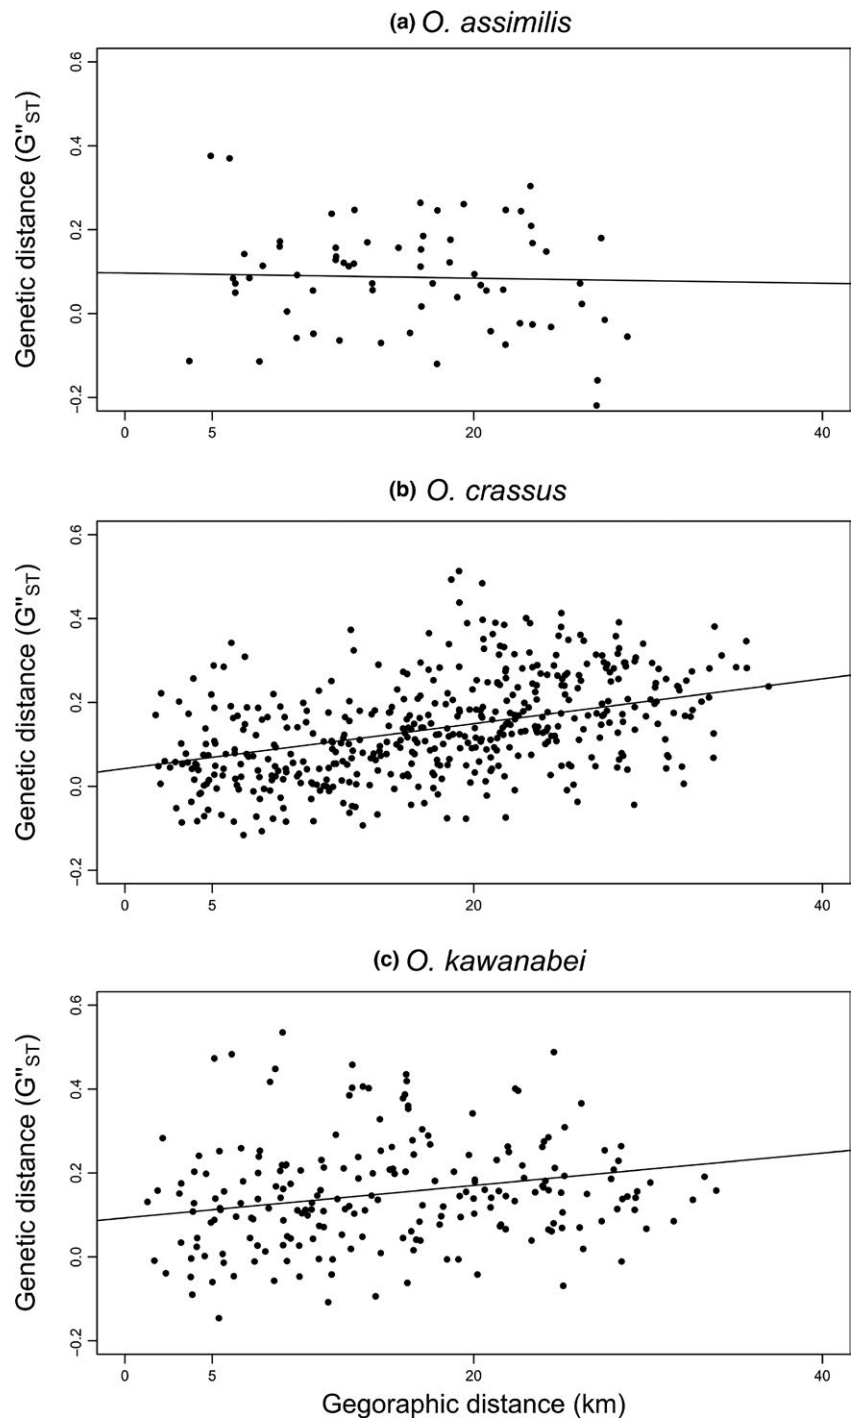 (a) O. assimilis
Genetic distance (G"ST)
0.6
0.4
0.2
0.0
−0.2
0 5 20 40
(b) O. crassus
Genetic distance (G"ST)
0.6
0.4
0.2
0.0
−0.2
0 5 20 40
(c) O. kawanabei
Genetic distance (G"ST)
0.6
0.4
0.2
0.0
−0.2
0 5 20 40
Gegoraphic distance (km)